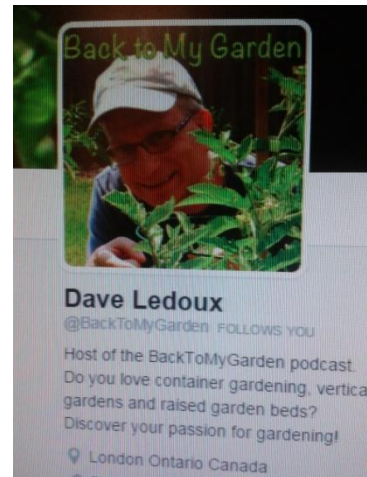 Back to My Garden
Dave Ledoux
@BackToMyGarden FOLLOWS YOU
Host of the BackToMyGarden podcast.
Do you love container gardening, vertica
gardens and raised garden beds?
Discover your passion for gardening!
London Ontario Canada